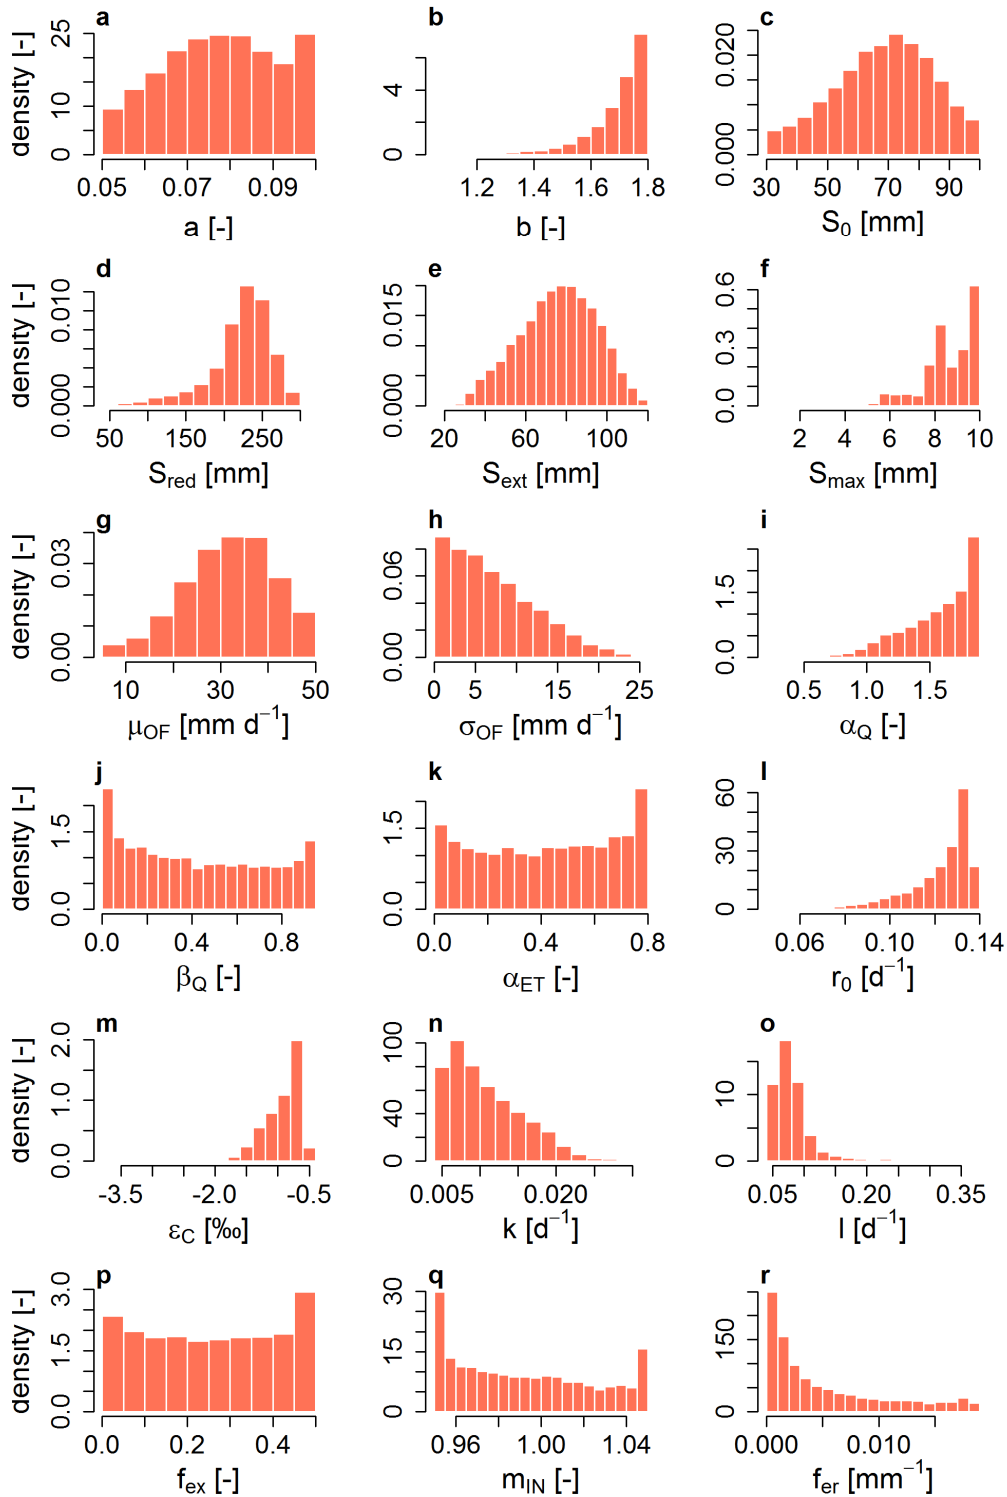 a b c
density [-] 0 10 25 0 4 0.000 0.020
0.05 0.07 0.09 1.2 1.4 1.6 1.8 30 50 70 90
a [-] b [-] S0 [mm]
d e f
density [-] 0.000 0.010 0.000 0.015 0.0 0.3 0.6
50 150 250 20 60 100 2 4 6 8 10
Sred [mm] Sext [mm] Smax [mm]
g h i
density [-] 0.00 0.03 0.00 0.06 0.0 1.5
10 30 50 0 5 15 25 0.5 1.0 1.5
μOF [mm d−1] σOF [mm d−1] αQ [-]
j k l
density [-] 0.0 1.5 0.0 1.5 0 30 60
0.0 0.4 0.8 0.0 0.4 0.8 0.06 0.10 0.14
βQ [-] αET [-] r0 [d−1]
m n o
density [-] 0.0 1.0 2.0 0 40 100 0 10
-3.5 -2.0 -0.5 0.005 0.020 0.05 0.20 0.35
εC [‰] k [d−1] l [d−1]
p q r
density [-] 0.0 1.5 3.0 0 15 30 0 150
0.0 0.2 0.4 0.96 1.00 1.04 0.000 0.010
fex [-] mIN [-] fer [mm−1]